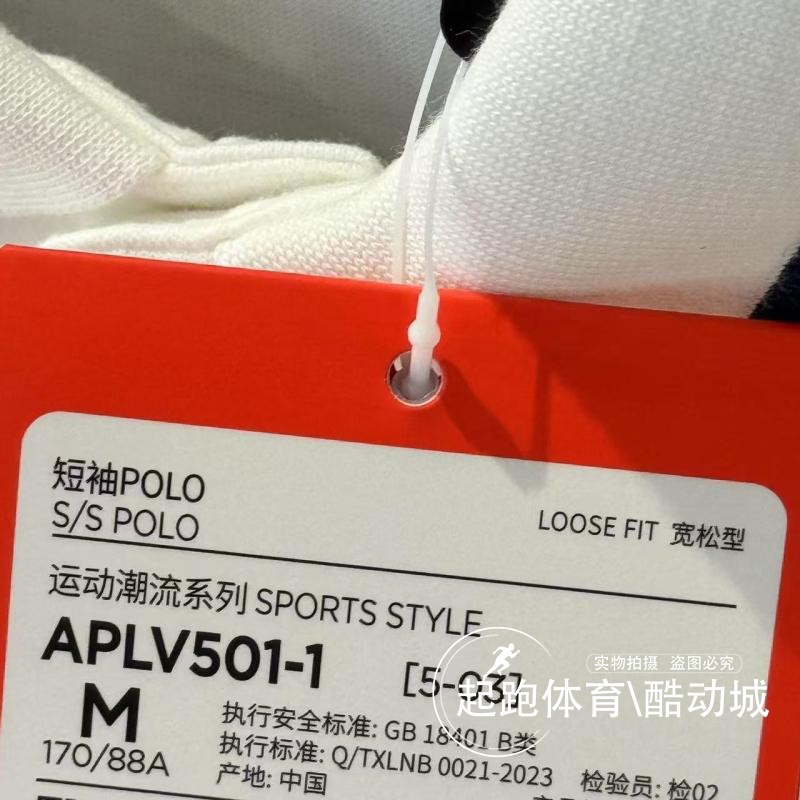 短袖POLO
S/S POLO
LOOSE FIT 宽松型
运动潮流系列 SPORTS STYLE
APLV501-1 [5-03]
M
170/88A
执行安全标准: GB 18401 B类
执行标准: Q/TXLNB 0021-2023
产地: 中国
检验员: 检02
实物拍摄 盗图必究
起跑体育\酷动城